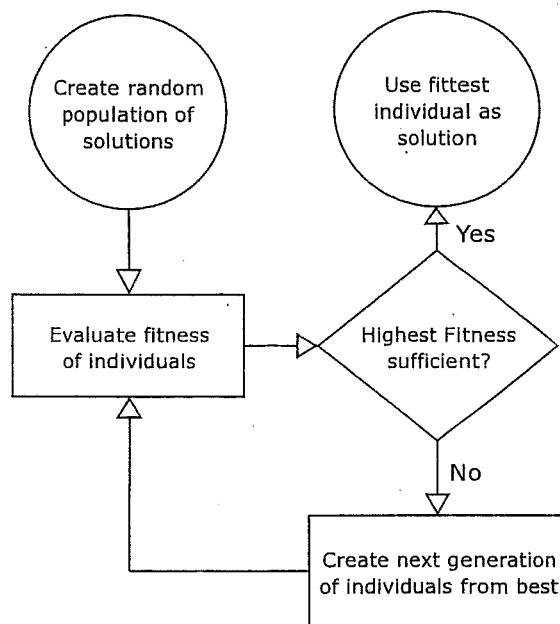 Create random
population of
solutions
Use fittest
individual as
solution
Yes
Evaluate fitness
of individuals
Highest Fitness
sufficient?
No
Create next generation
of individuals from best